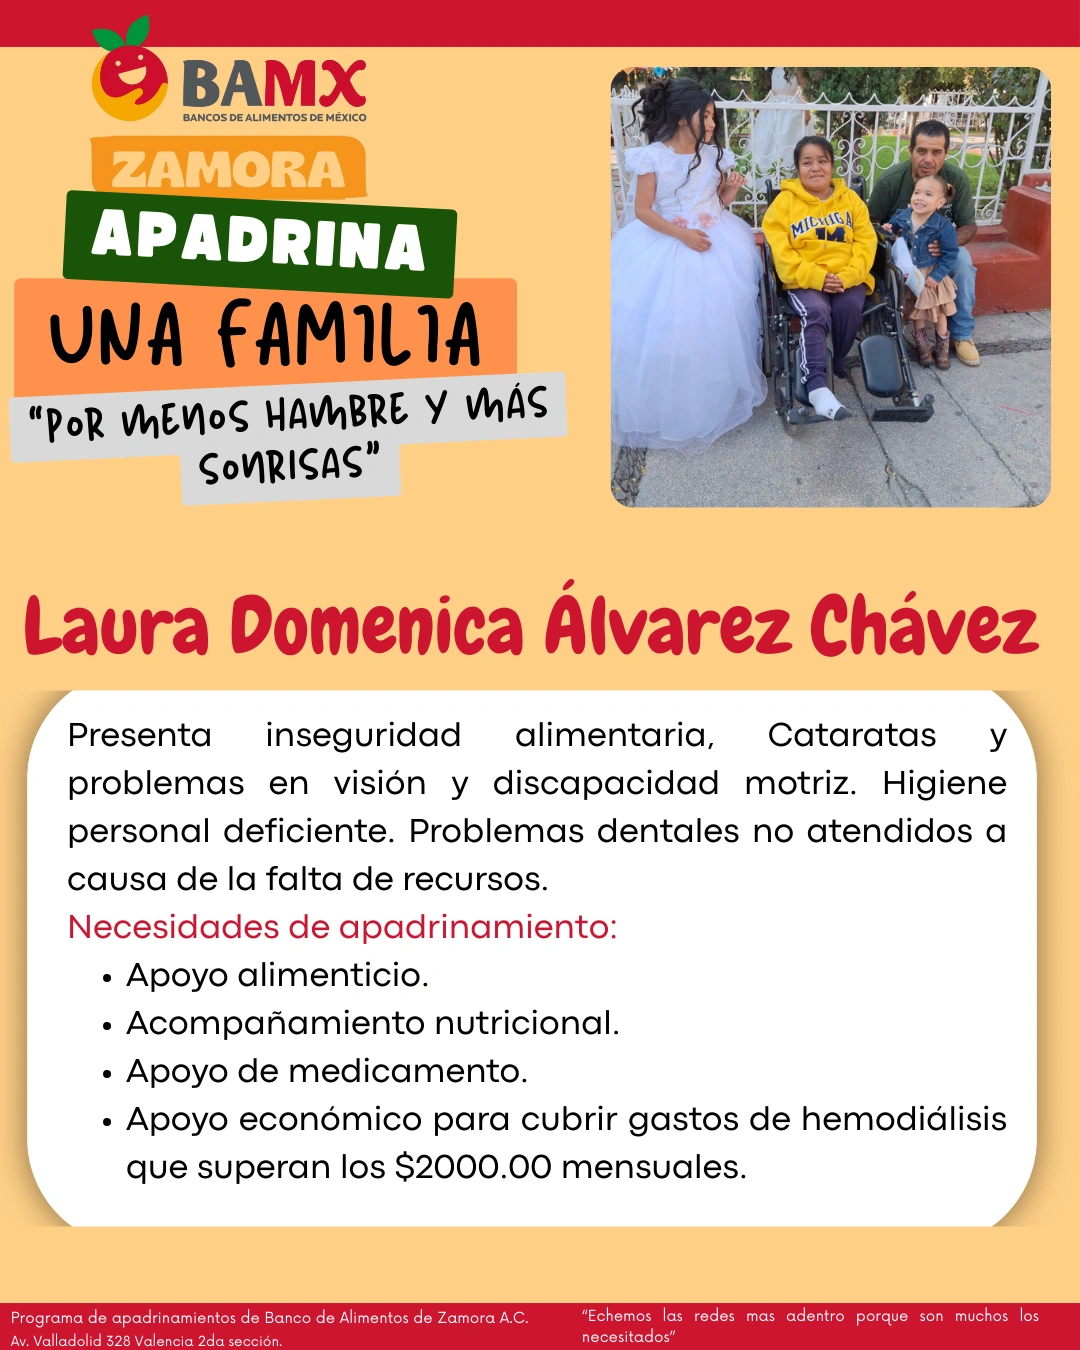 BAMX
BANCOS DE ALIMENTOS DE MÉXICO
ZAMORA
APADRINA
UNA FAMILIA
“POR MENOS HAMBRE Y MÁS
SONRISAS”
MICHIGA
M
Laura Domenica Álvarez Chávez
Presenta inseguridad alimentaria, Cataratas y
problemas en visión y discapacidad motriz. Higiene
personal deficiente. Problemas dentales no atendidos a
causa de la falta de recursos.
Necesidades de apadrinamiento:
• Apoyo alimenticio.
• Acompañamiento nutricional.
• Apoyo de medicamento.
• Apoyo económico para cubrir gastos de hemodiálisis
que superan los $2000.00 mensuales.
Programa de apadrinamientos de Banco de Alimentos de Zamora A.C.
Av. Valladolid 328 Valencia 2da sección.
“Echemos las redes mas adentro porque son muchos los
necesitados”